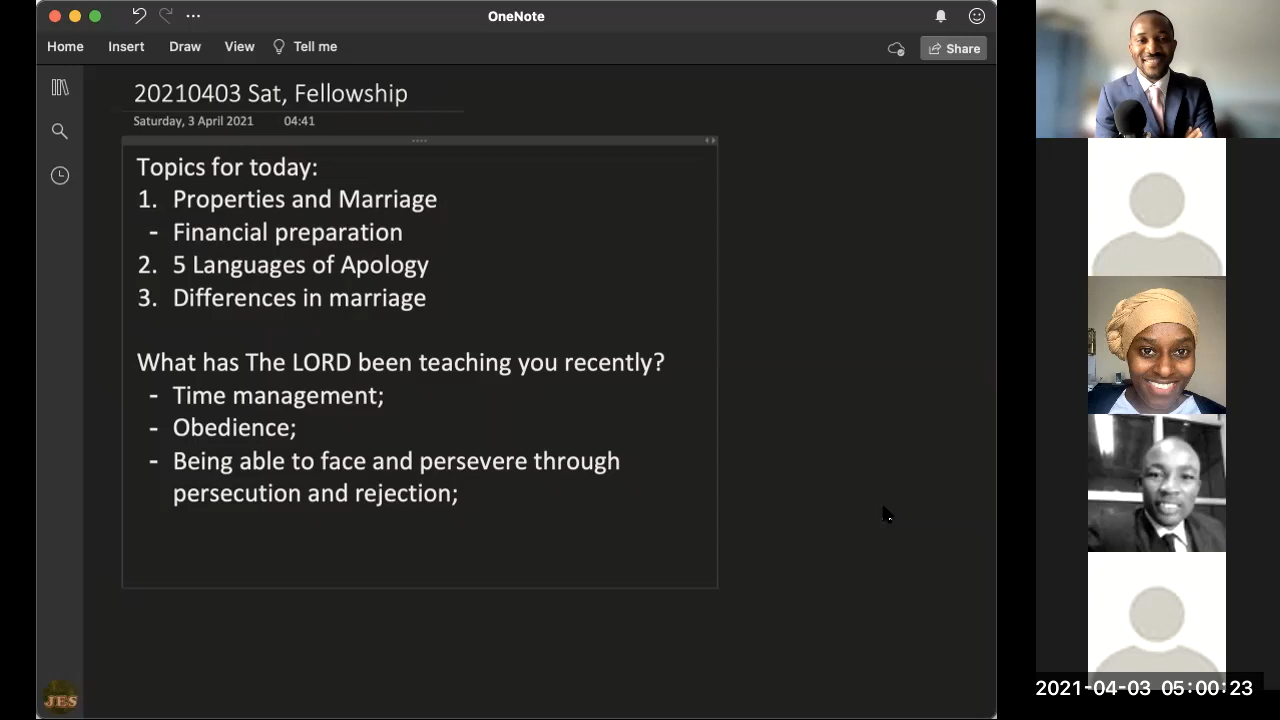 OneNote
Home Insert Draw View Tell me Share
20210403 Sat, Fellowship
Saturday, 3 April 2021 04:41
Topics for today:
1. Properties and Marriage
- Financial preparation
2. 5 Languages of Apology
3. Differences in marriage
What has The LORD been teaching you recently?
- Time management;
- Obedience;
- Being able to face and persevere through
persecution and rejection;
JES
2021-04-03 05:00:23